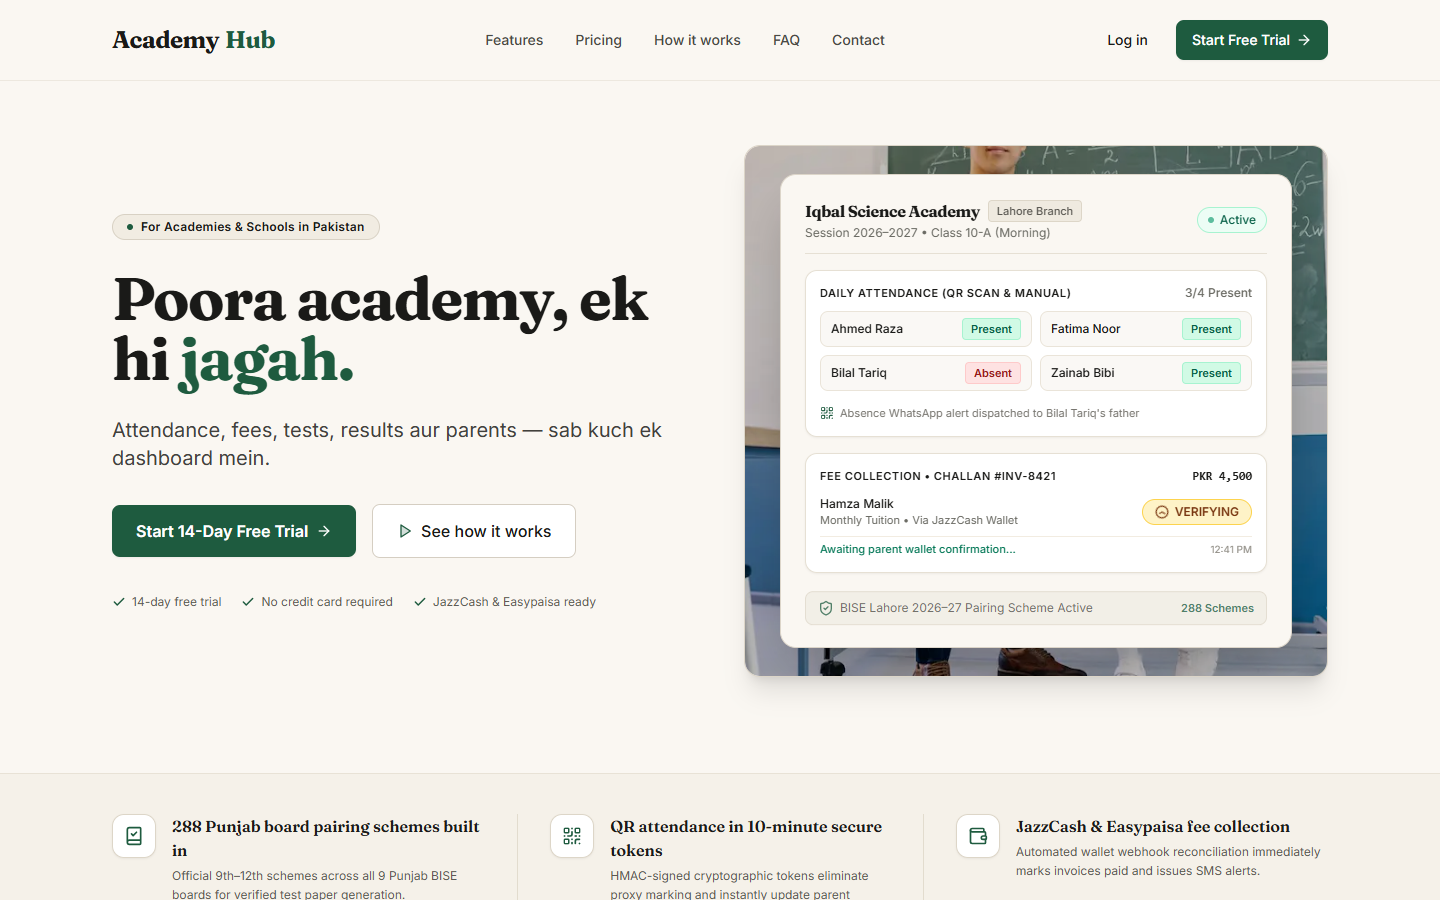 Academy Hub
Features
Pricing
How it works
FAQ
Contact
Log in
Start Free Trial
For Academies & Schools in Pakistan
Poora academy, ek
hi jagah.
Attendance, fees, tests, results aur parents — sab kuch ek
dashboard mein.
Start 14-Day Free Trial
See how it works
14-day free trial
No credit card required
JazzCash & Easypaisa ready
Iqbal Science Academy
Lahore Branch
Session 2026–2027 • Class 10-A (Morning)
Active
DAILY ATTENDANCE (QR SCAN & MANUAL)
3/4 Present
Ahmed Raza
Present
Fatima Noor
Present
Bilal Tariq
Absent
Zainab Bibi
Present
Absence WhatsApp alert dispatched to Bilal Tariq's father
FEE COLLECTION • CHALLAN #INV-8421
PKR 4,500
Hamza Malik
Monthly Tuition • Via JazzCash Wallet
VERIFYING
Awaiting parent wallet confirmation...
12:41 PM
BISE Lahore 2026–27 Pairing Scheme Active
288 Schemes
288 Punjab board pairing schemes built
in
Official 9th–12th schemes across all 9 Punjab BISE
boards for verified test paper generation.
QR attendance in 10-minute secure
tokens
HMAC-signed cryptographic tokens eliminate
proxy marking and instantly update parent
JazzCash & Easypaisa fee collection
Automated wallet webhook reconciliation immediately
marks invoices paid and issues SMS alerts.